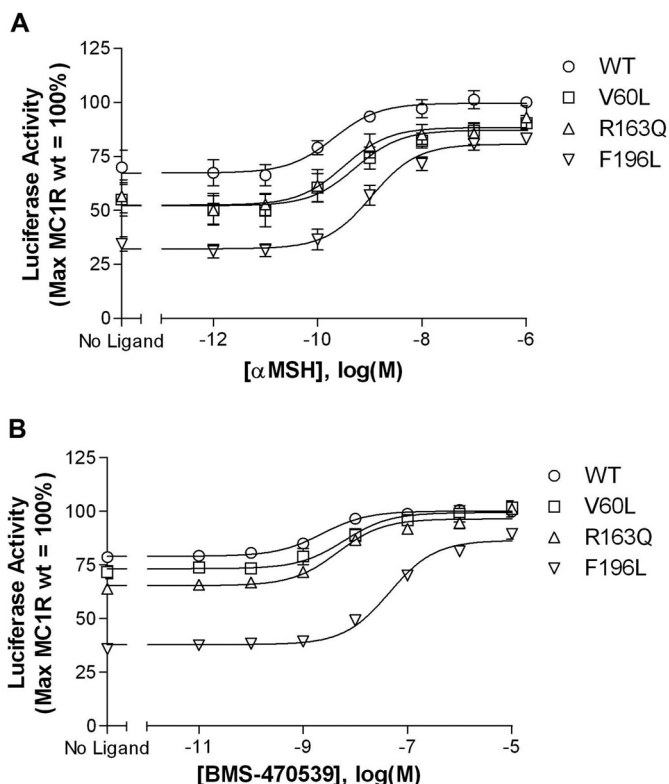 A
Luciferase Activity
(Max MC1R wt = 100%)
125
100
75
50
25
0
No Ligand
-12
-10
-8
-6
[αMSH], log(M)
WT
V60L
R163Q
F196L
B
Luciferase Activity
(Max MC1R wt = 100%)
125
100
75
50
25
0
No Ligand
-11
-9
-7
-5
[BMS-470539], log(M)
WT
V60L
R163Q
F196L